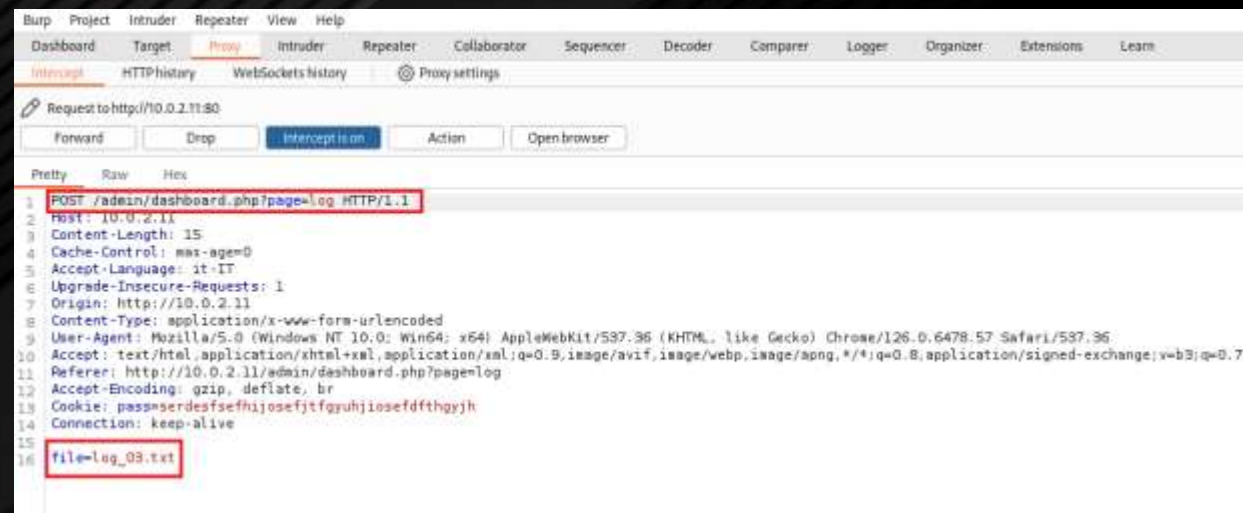 Burp Project Intruder Repeater View Help
Dashboard Target Proxy Intruder Repeater Collaborator Sequencer Decoder Comparer Logger Organizer Extensions Learn
Intercept HTTP history WebSockets history Proxy settings
Request to http://10.0.2.11:80
Forward Drop Intercept is on Action Open browser
Pretty Raw Hex
1 POST /admin/dashboard.php?page=log HTTP/1.1
2 Host: 10.0.2.11
3 Content-Length: 15
4 Cache-Control: max-age=0
5 Accept-Language: it-IT
6 Upgrade-Insecure-Requests: 1
7 Origin: http://10.0.2.11
8 Content-Type: application/x-www-form-urlencoded
9 User-Agent: Mozilla/5.0 (Windows NT 10.0; Win64; x64) AppleWebKit/537.36 (KHTML, like Gecko) Chrome/126.0.6478.57 Safari/537.36
10 Accept: text/html,application/xhtml+xml,application/xml;q=0.9,image/avif,image/webp,image/apng,*/*;q=0.8,application/signed-exchange;v=b3;q=0.7
11 Referer: http://10.0.2.11/admin/dashboard.php?page=log
12 Accept-Encoding: gzip, deflate, br
13 Cookie: pass=serdesfsefhijosefjtfgyuhjiosefdfthgyjh
14 Connection: keep-alive
15
16 file=log_03.txt